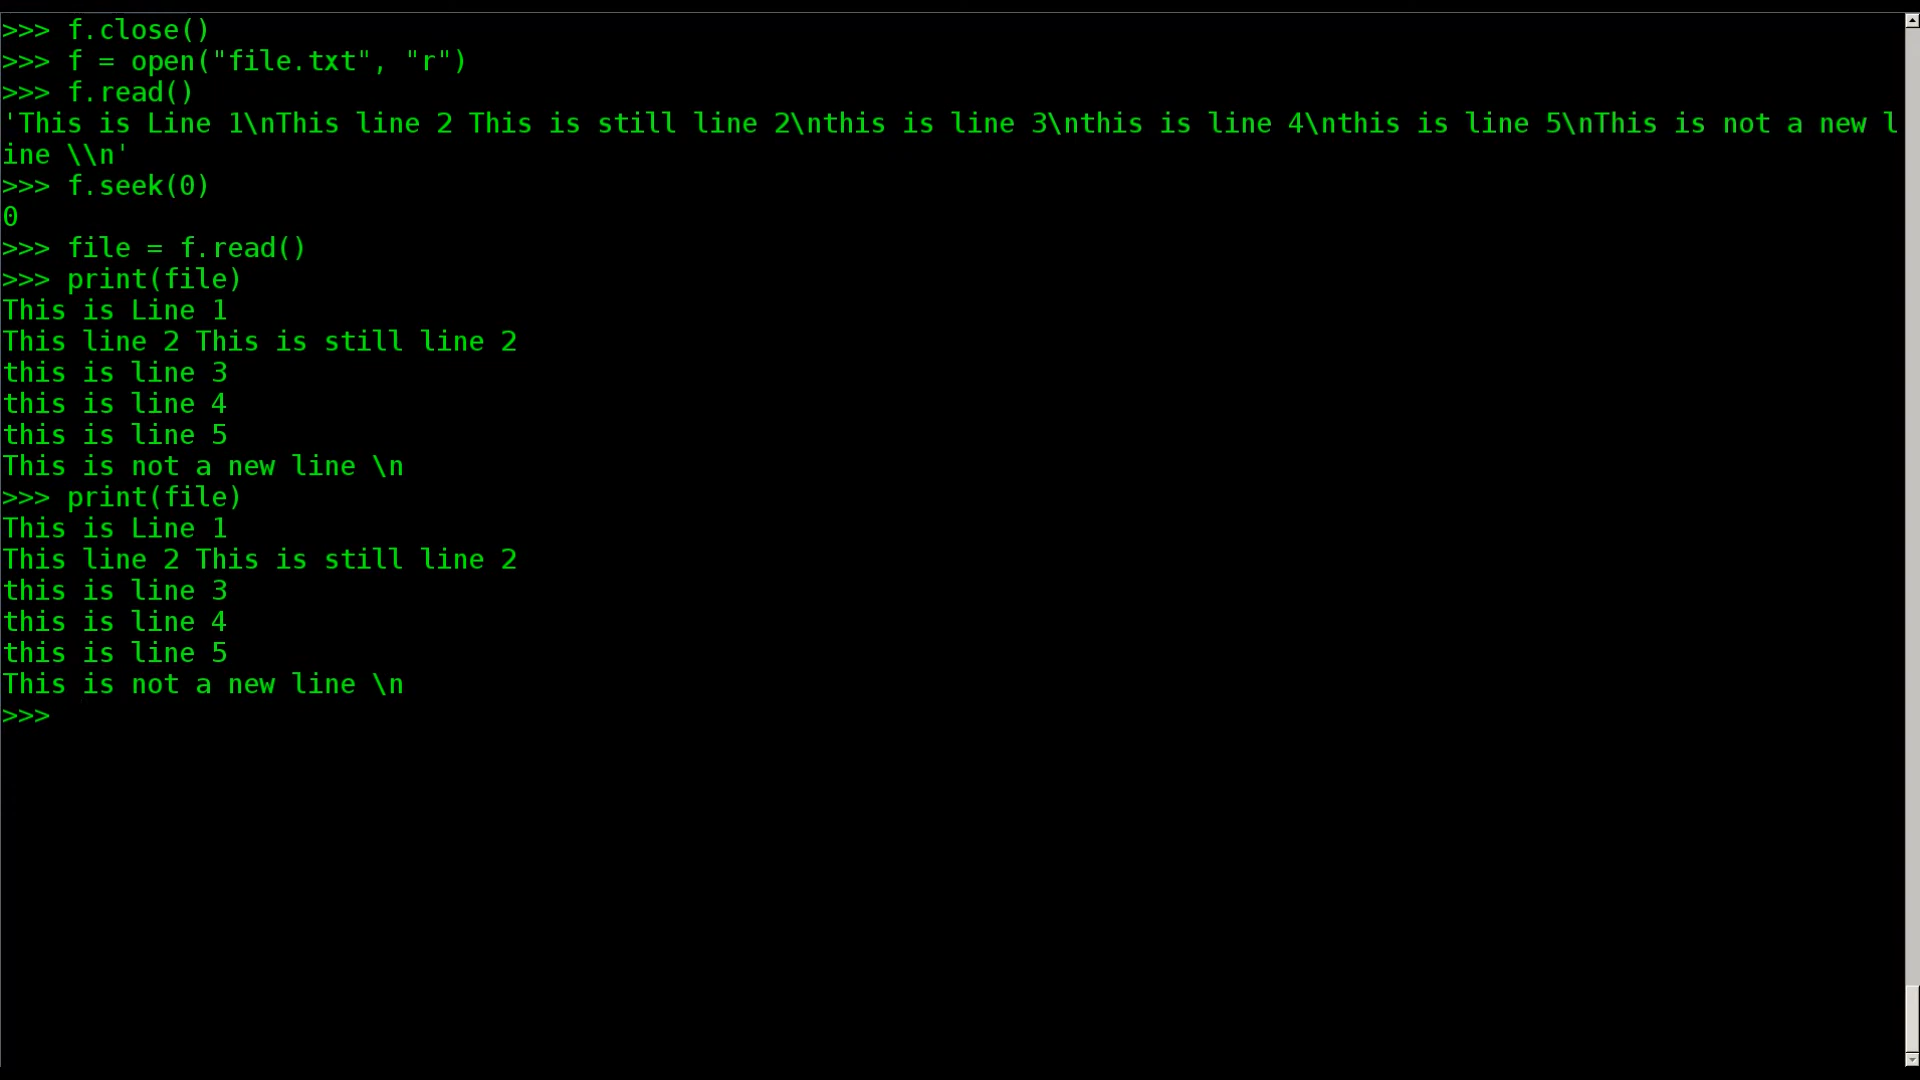 >>> f.close()
>>> f = open("file.txt", "r")
>>> f.read()
'This is Line 1\nThis line 2 This is still line 2\nthis is line 3\nthis is line 4\nthis is line 5\nThis is not a new l
ine \\n'
>>> f.seek(0)
0
>>> file = f.read()
>>> print(file)
This is Line 1
This line 2 This is still line 2
this is line 3
this is line 4
this is line 5
This is not a new line \n
>>> print(file)
This is Line 1
This line 2 This is still line 2
this is line 3
this is line 4
this is line 5
This is not a new line \n
>>>